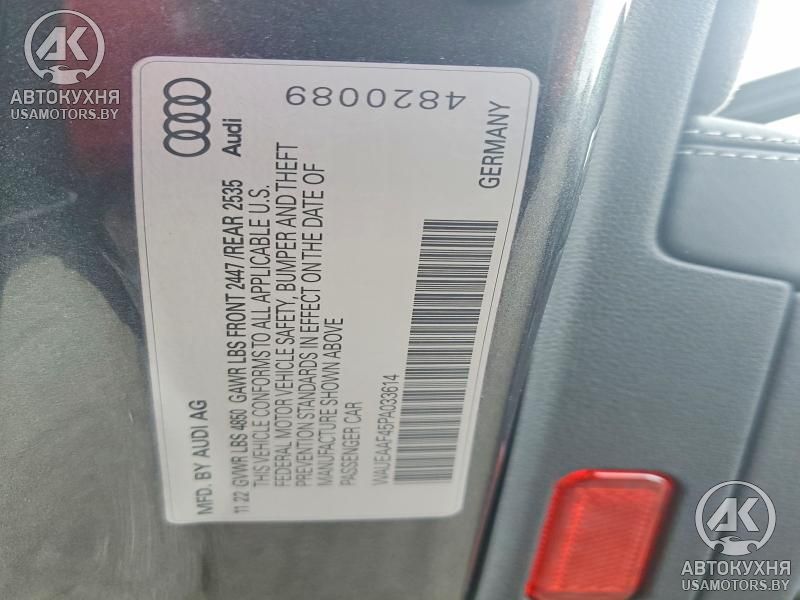 MFD. BY AUDI AG
Audi
11 22 GVWR LBS 4850 GAWR LBS FRONT 2447/REAR 2535
THIS VEHICLE CONFORMS TO ALL APPLICABLE U.S.
FEDERAL MOTOR VEHICLE SAFETY, BUMPER AND THEFT
PREVENTION STANDARDS IN EFFECT ON THE DATE OF
MANUFACTURE SHOWN ABOVE
PASSENGER CAR
WAUEAAF45PA033614
GERMANY
4820089
AK
АВТОКУХНЯ
USAMOTORS.BY
AK
АВТОКУХНЯ
USAMOTORS.BY